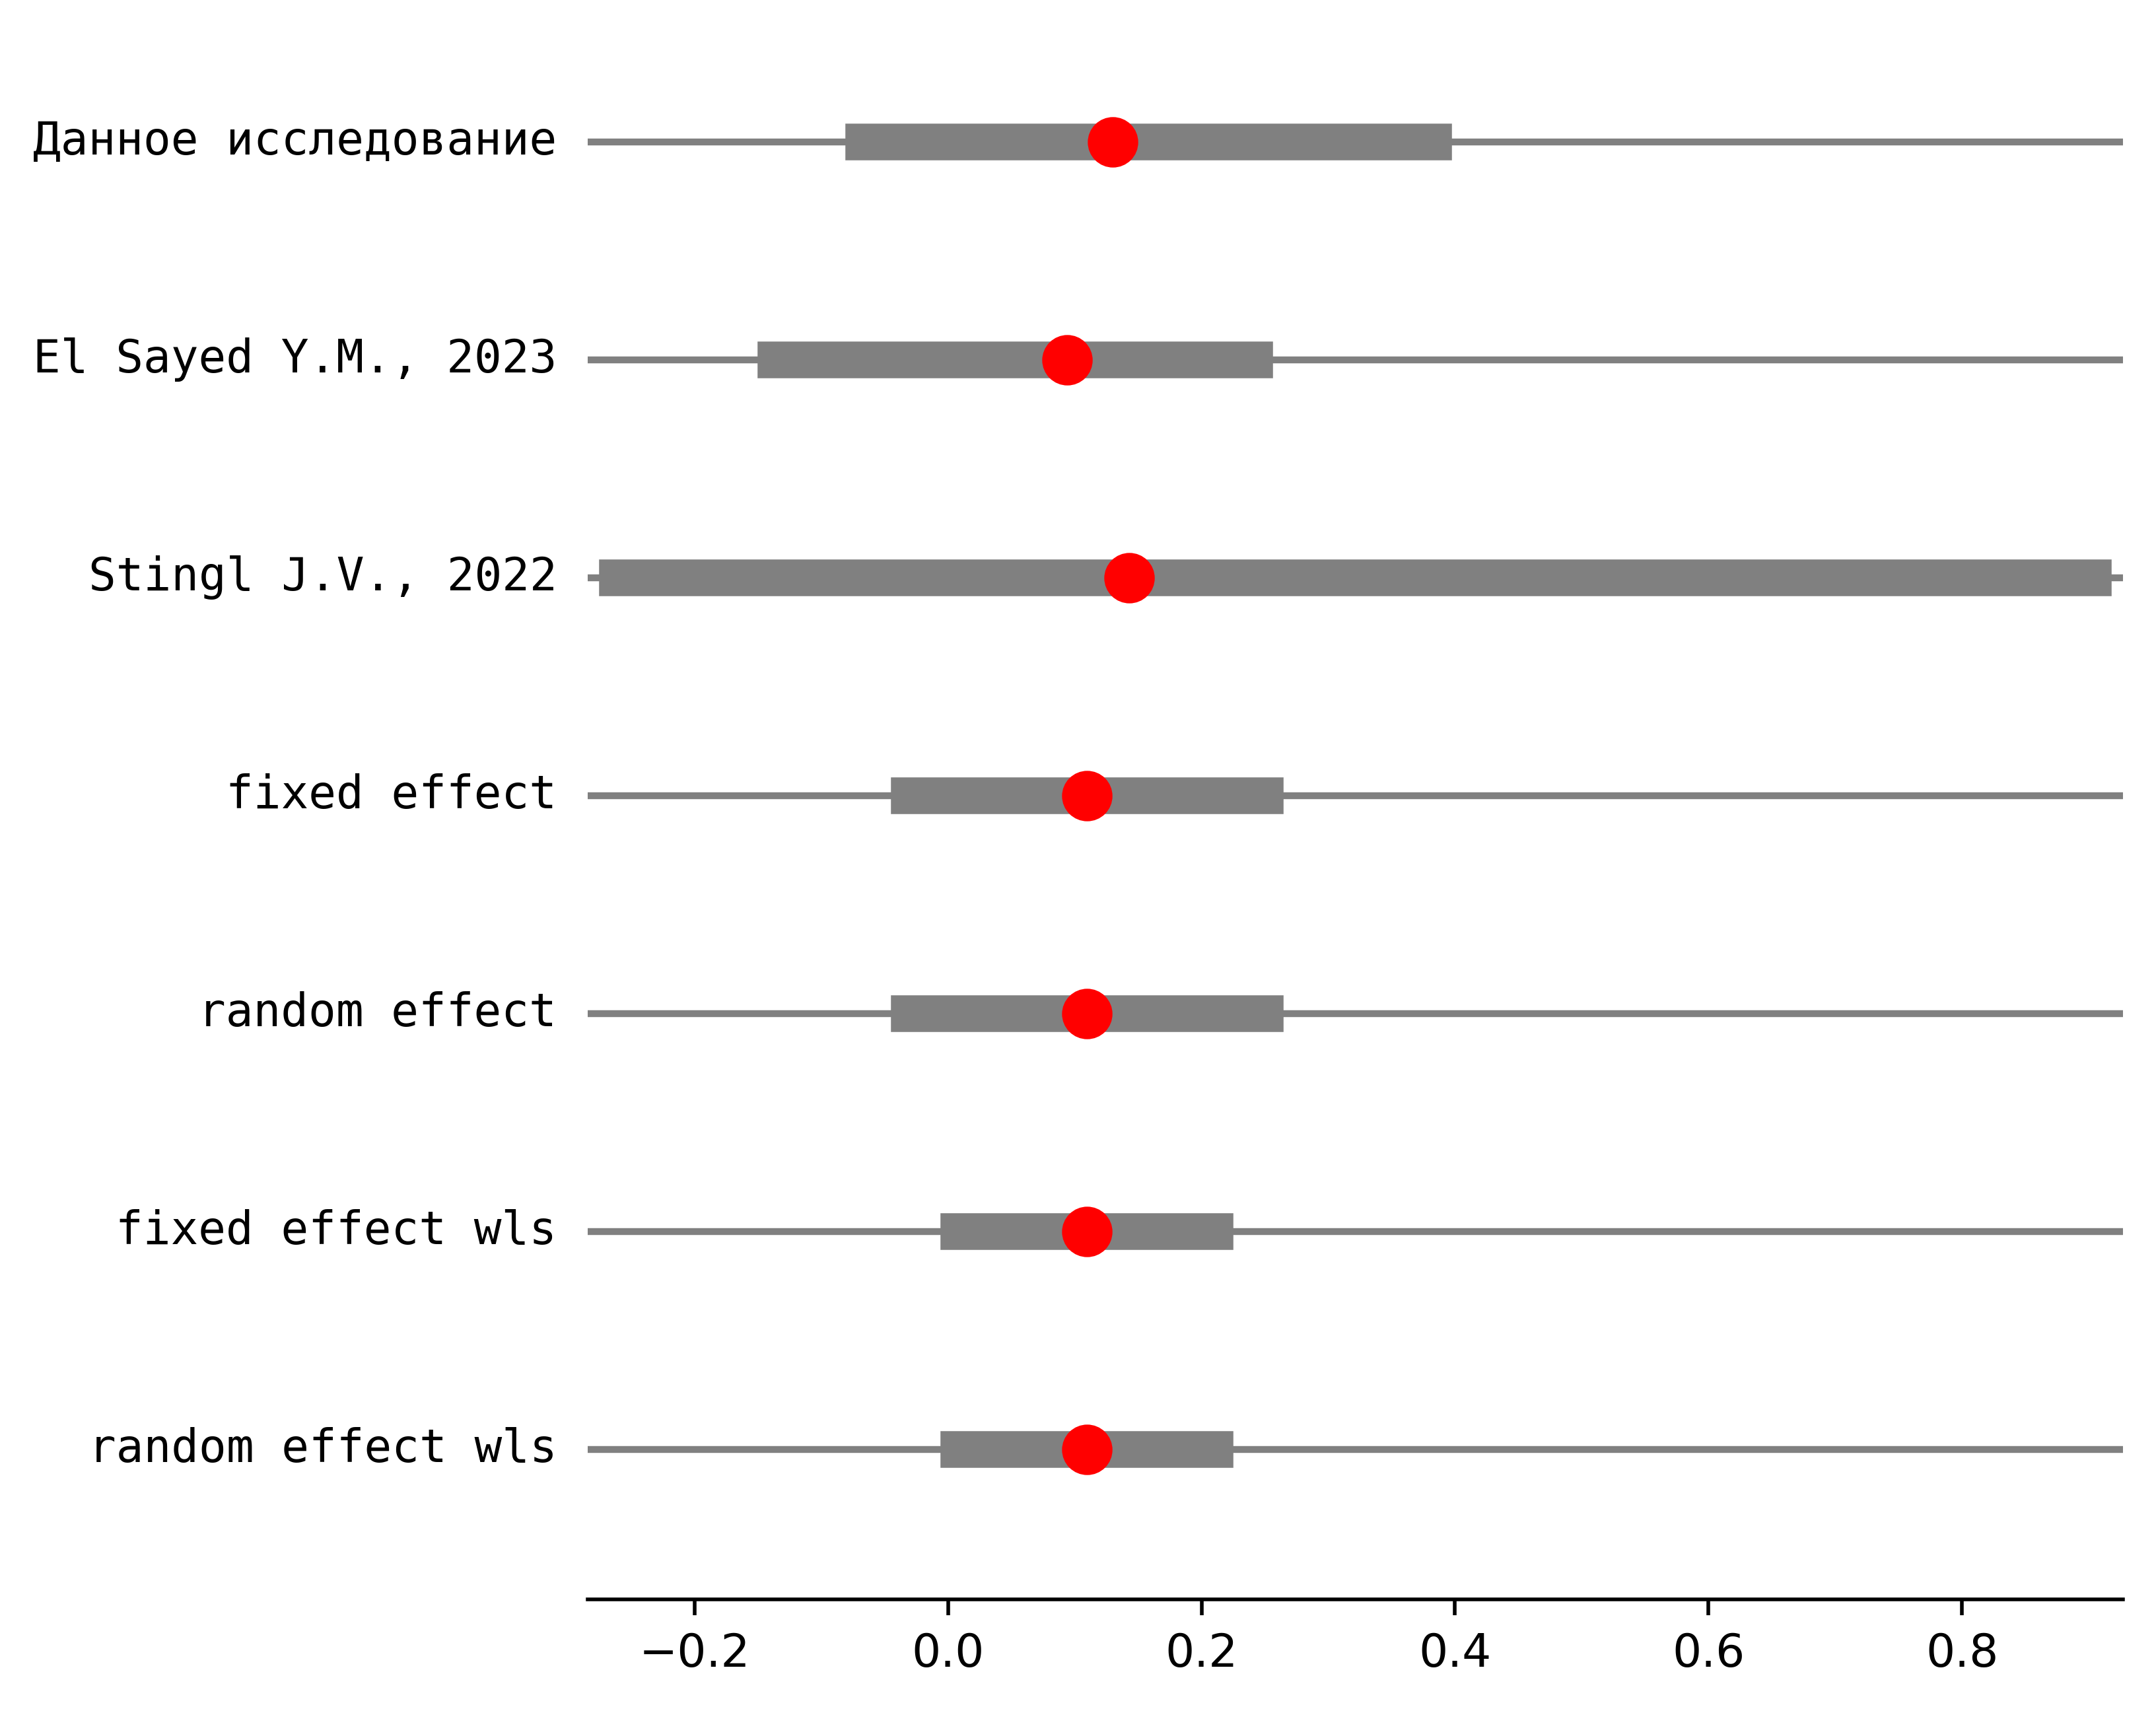 Данное исследование
El Sayed Y.M., 2023
Stingl J.V., 2022
fixed effect
random effect
fixed effect wls
random effect wls
−0.2 0.0 0.2 0.4 0.6 0.8